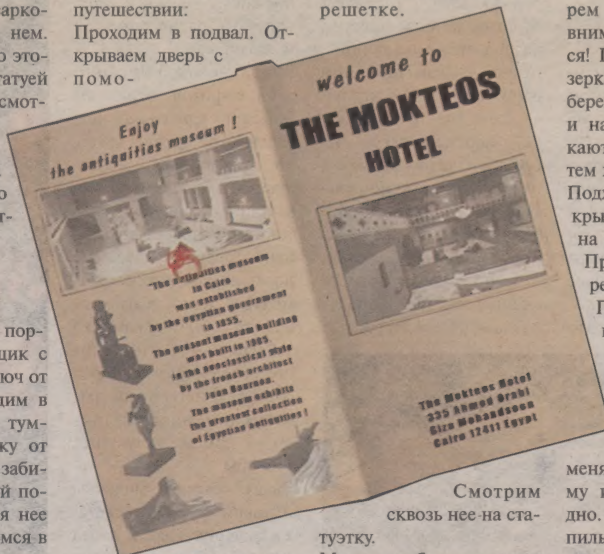 сарко-
нем.
о это-
татуей
смот-
о
т-
пор-
щик с
юч от
дим в
тум-
ку от
заби-
й по-
я нее
мся в
путешествии.
Проходим в подвал. От-
крываем дверь с
помо-
решетке.
Enjoy
the antiquities museum !
"The antiquities museum
in Cairo
was established
by the egyptian government
in 1835.
The present museum building
was built in
in the neoclassical style
by the french architect
The museum exhibits
the greatest collection
of Egyptian antiquities !
welcome to
THE MOKTEOS
HOTEL
The Mokteos Hotel
335 Ahmed Orabi
Giza Mohandseen
Cairo 12411 Egypt
Смотрим
сквозь нее на ста-
туэтку.
рем
вним
ся!
зерк
бере
и на
кают
тем
Подх
кры
на
Пр
ре
меня
му
дно.
пиль